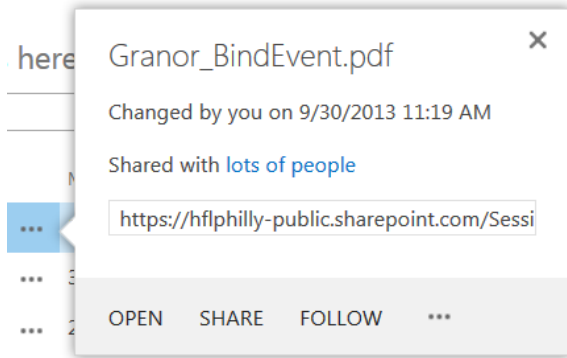 here
Granor_BindEvent.pdf
Changed by you on 9/30/2013 11:19 AM
Shared with lots of people
https://hflphilly-public.sharepoint.com/Sessi
OPEN SHARE FOLLOW